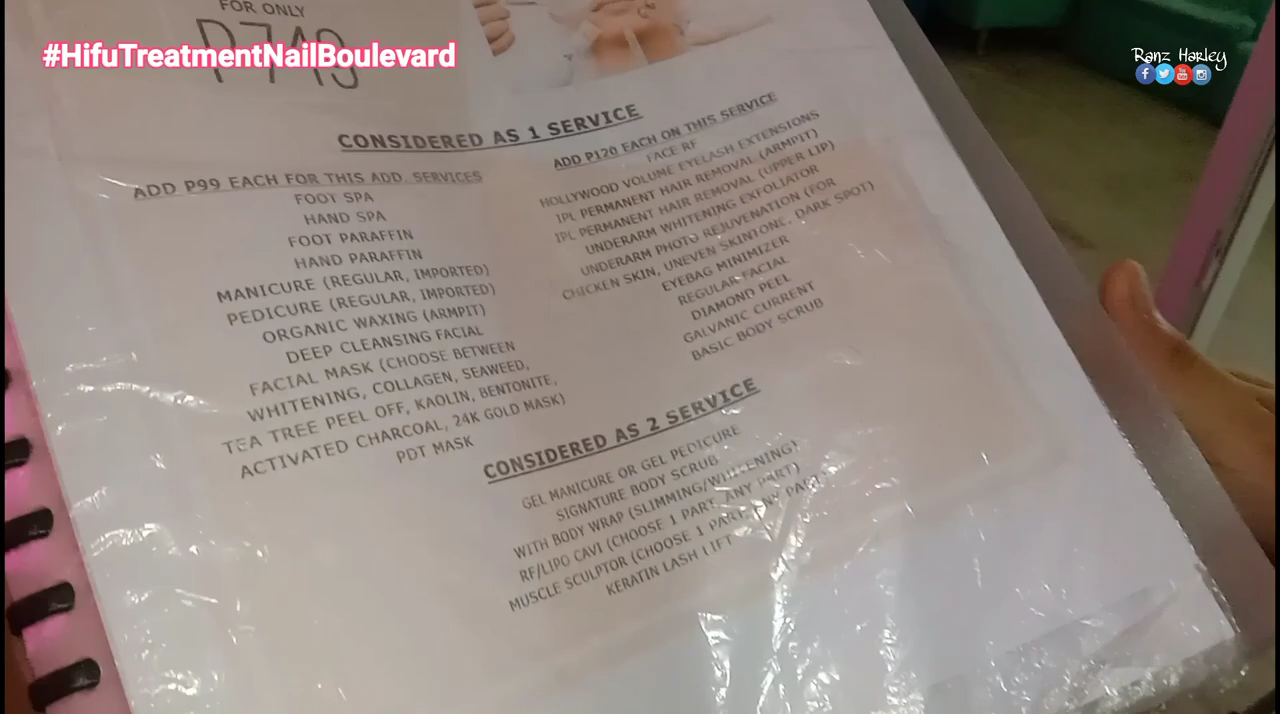 FOR ONLY
P749
#HifuTreatmentNailBoulevard
Ranz Harley
CONSIDERED AS 1 SERVICE
ADD P99 EACH FOR THIS ADD. SERVICES
FOOT SPA
HAND SPA
FOOT PARAFFIN
HAND PARAFFIN
MANICURE (REGULAR, IMPORTED)
PEDICURE (REGULAR, IMPORTED)
ORGANIC WAXING (ARMPIT)
DEEP CLEANSING FACIAL
FACIAL MASK (CHOOSE BETWEEN
WHITENING, COLLAGEN, SEAWEED,
TEA TREE PEEL OFF, KAOLIN, BENTONITE,
ACTIVATED CHARCOAL, 24K GOLD MASK)
PDT MASK
ADD P120 EACH ON THIS SERVICE
FACE RF
HOLLYWOOD VOLUME EYELASH EXTENSIONS
IPL PERMANENT HAIR REMOVAL (ARMPIT)
IPL PERMANENT HAIR REMOVAL (UPPER LIP)
UNDERARM WHITENING EXFOLIATOR
UNDERARM PHOTO REJUVENATION (FOR
CHICKEN SKIN, UNEVEN SKINTONE, DARK SPOT)
EYEBAG MINIMIZER
REGULAR FACIAL
DIAMOND PEEL
GALVANIC CURRENT
BASIC BODY SCRUB
CONSIDERED AS 2 SERVICE
GEL MANICURE OR GEL PEDICURE
SIGNATURE BODY SCRUB
WITH BODY WRAP (SLIMMING/WHITENING)
RF/LIPO CAVI (CHOOSE 1 PART, ANY PART)
MUSCLE SCULPTOR (CHOOSE 1 PART, ANY PART)
KERATIN LASH LIFT